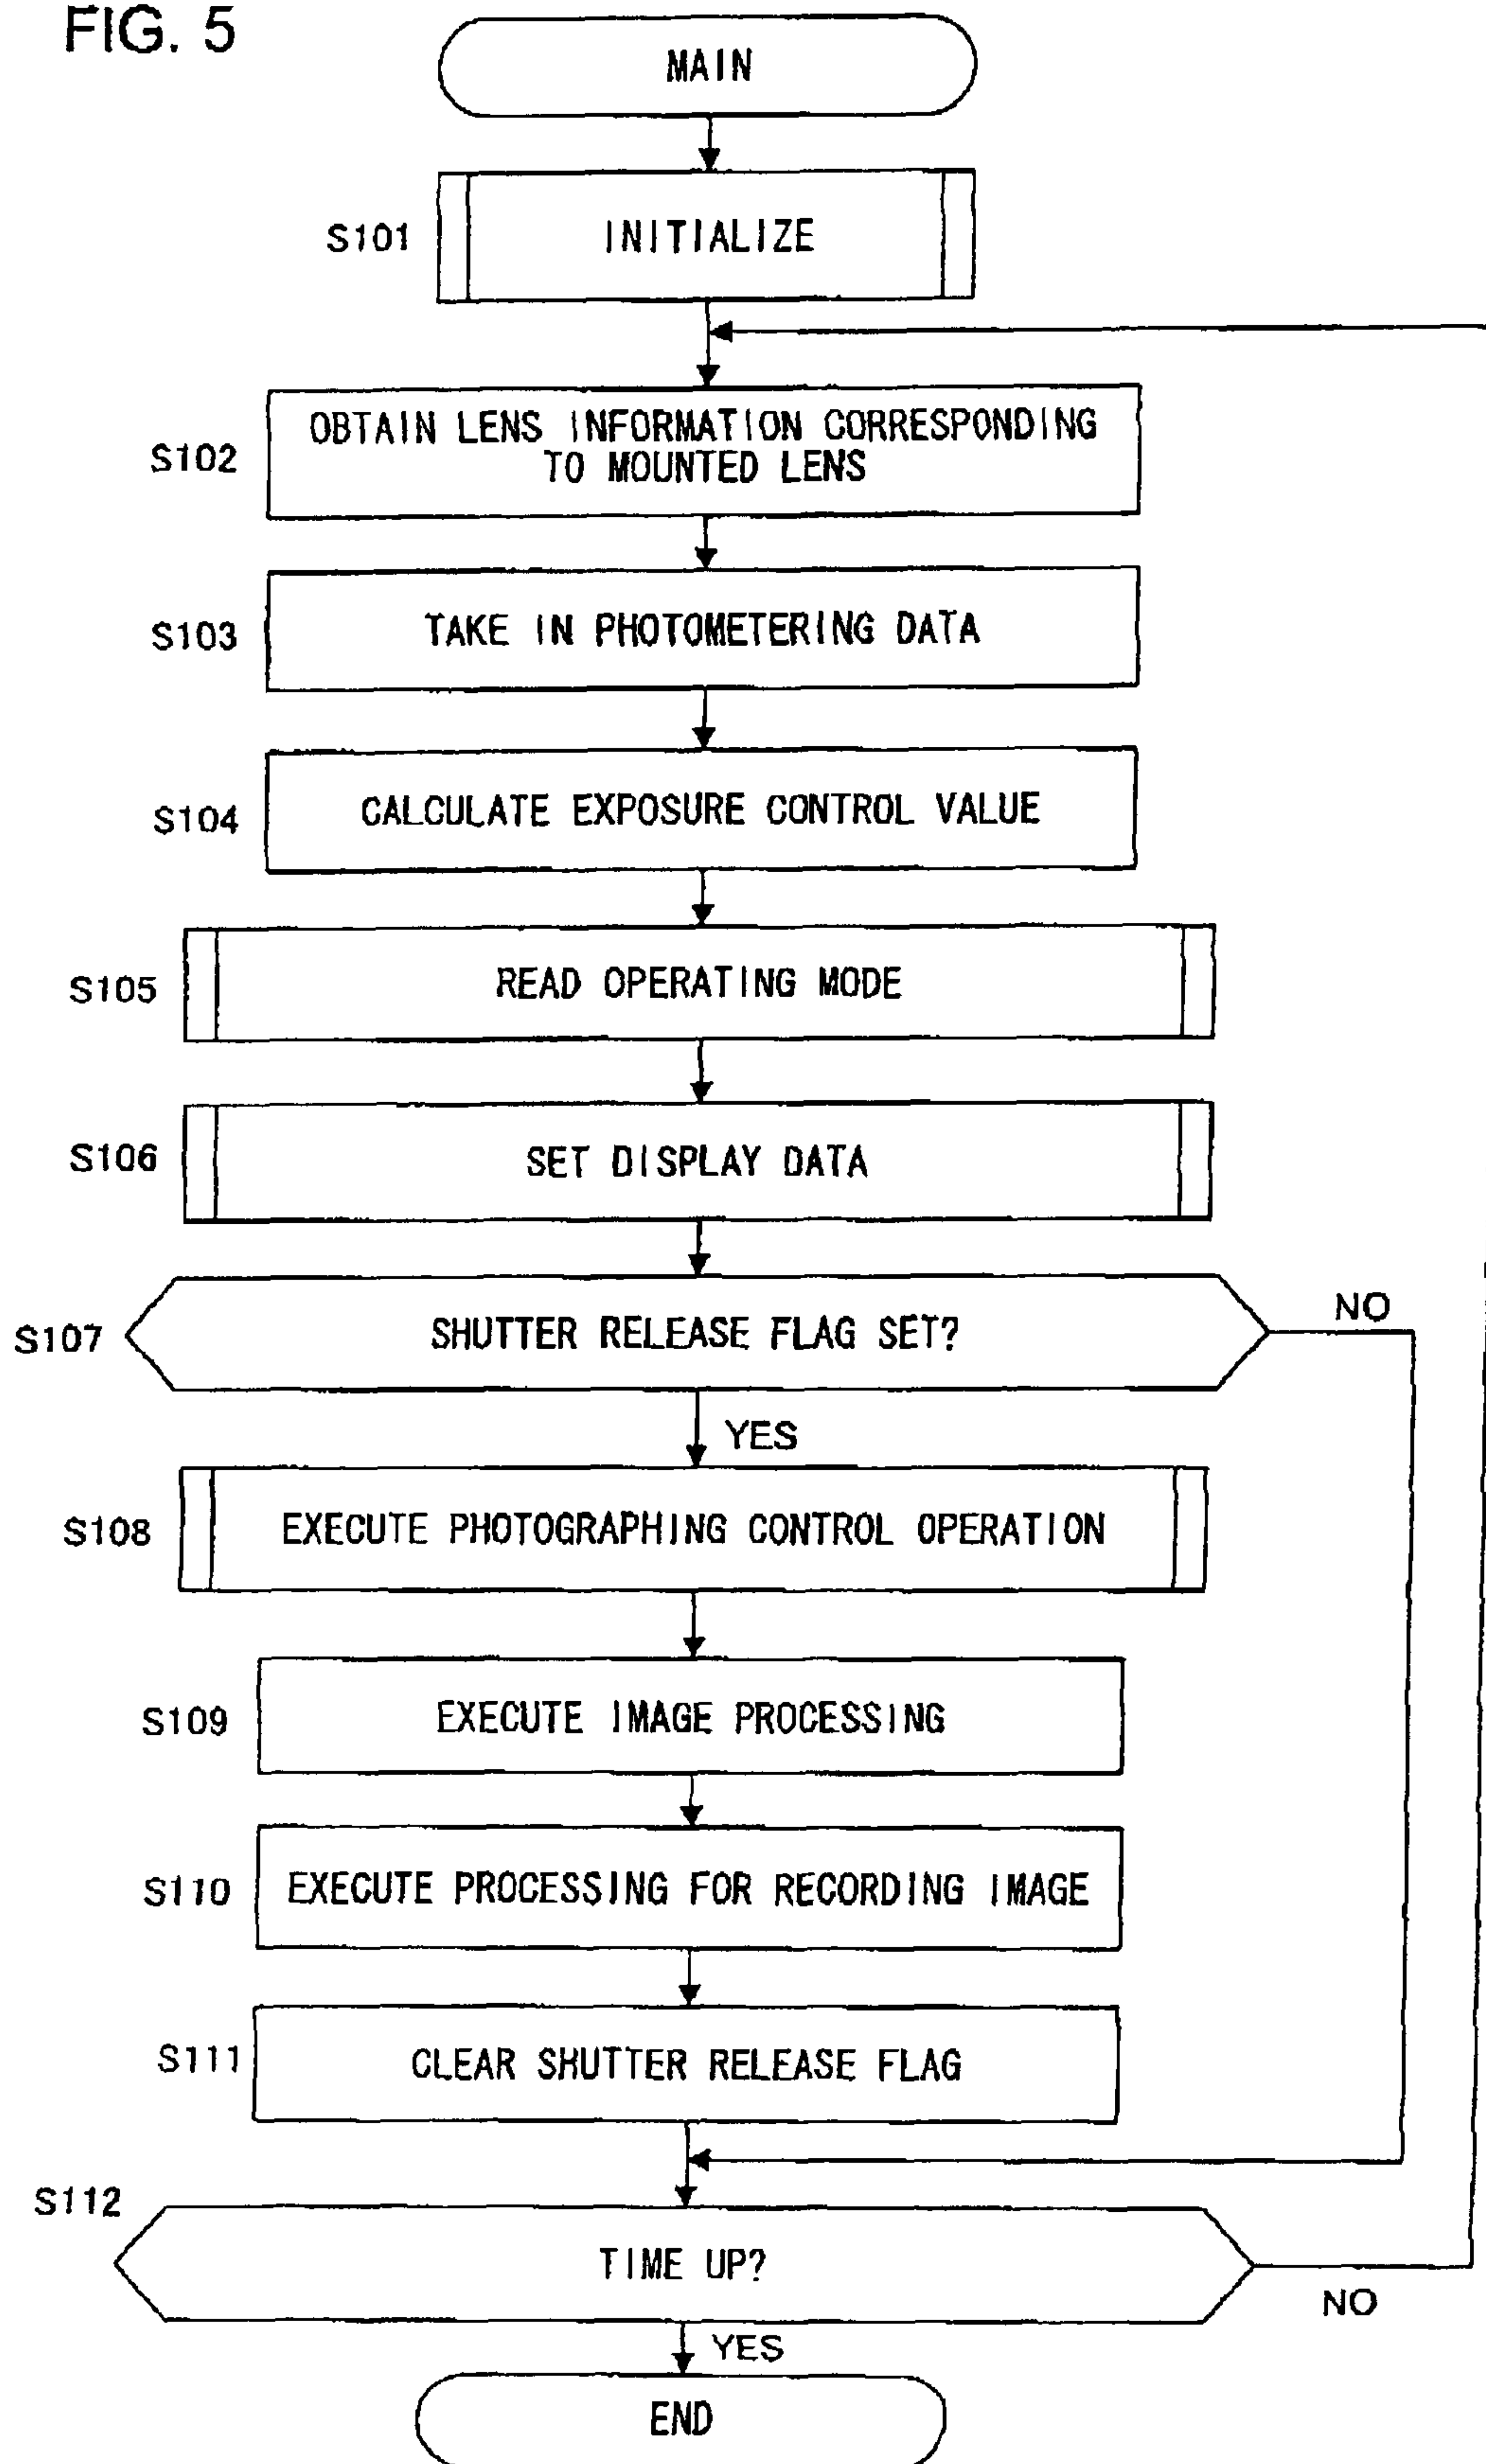 FIG. 5
MAIN
S101
INITIALIZE
S102
OBTAIN LENS INFORMATION CORRESPONDING
TO MOUNTED LENS
S103
TAKE IN PHOTOMETERING DATA
S104
CALCULATE EXPOSURE CONTROL VALUE
S105
READ OPERATING MODE
S106
SET DISPLAY DATA
S107
SHUTTER RELEASE FLAG SET?
NO
YES
S108
EXECUTE PHOTOGRAPHING CONTROL OPERATION
S109
EXECUTE IMAGE PROCESSING
S110
EXECUTE PROCESSING FOR RECORDING IMAGE
S111
CLEAR SHUTTER RELEASE FLAG
S112
TIME UP?
NO
YES
END